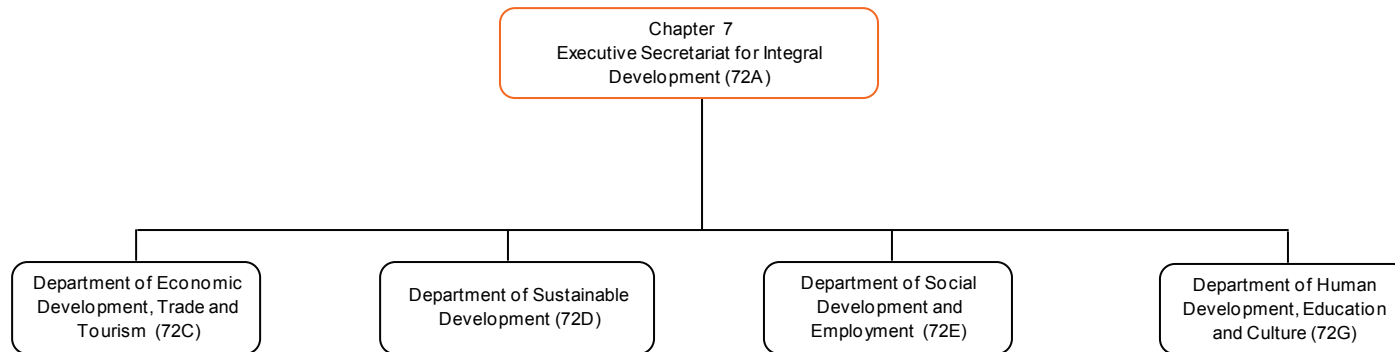 Chapter 7
Executive Secretariat for Integral
Development (72A)
Department of Economic
Development, Trade and
Tourism (72C)
Department of Sustainable
Development (72D)
Department of Social
Development and
Employment (72E)
Department of Human
Development, Education
and Culture (72G)